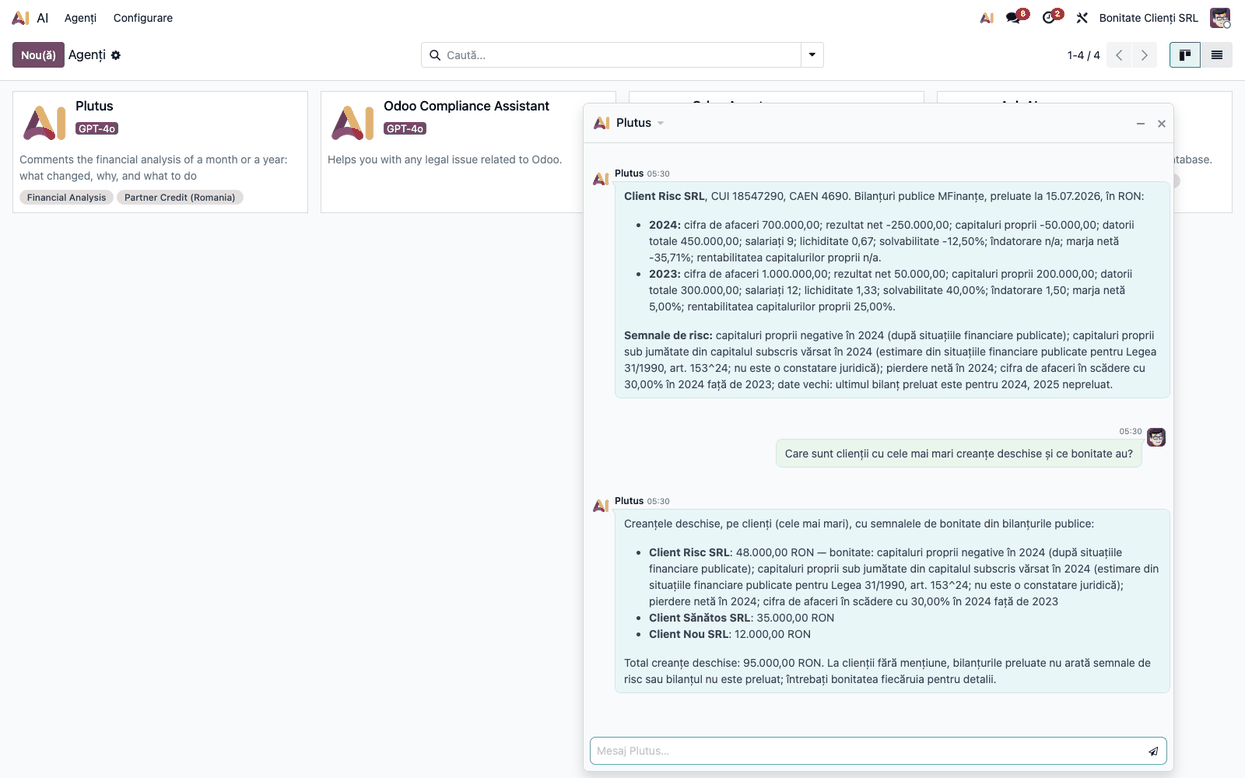 AI
Agenți
Configurare
8
2
Bonitate Clienți SRL
Nou(ă)
Agenți
Caută...
1-4 / 4
Plutus
GPT-4o
Comments the financial analysis of a month or a year:
what changed, why, and what to do
Financial Analysis
Partner Credit (Romania)
Odoo Compliance Assistant
GPT-4o
Helps you with any legal issue related to Odoo.
tabase.
Plutus
Plutus 05:30
Client Risc SRL, CUI 18547290, CAEN 4690. Bilanțuri publice MFinanțe, preluate la 15.07.2026, în RON:
• 2024: cifra de afaceri 700.000,00; rezultat net -250.000,00; capitaluri proprii -50.000,00; datorii
totale 450.000,00; salariați 9; lichiditate 0,67; solvabilitate -12,50%; îndatorare n/a; marja netă
-35,71%; rentabilitatea capitalurilor proprii n/a.
• 2023: cifra de afaceri 1.000.000,00; rezultat net 50.000,00; capitaluri proprii 200.000,00; datorii
totale 300.000,00; salariați 12; lichiditate 1,33; solvabilitate 40,00%; îndatorare 1,50; marja netă
5,00%; rentabilitatea capitalurilor proprii 25,00%.
Semnale de risc: capitaluri proprii negative în 2024 (după situațiile financiare publicate); capitaluri proprii
sub jumătate din capitalul subscris vărsat în 2024 (estimare din situațiile financiare publicate pentru Legea
31/1990, art. 153^24; nu este o constatare juridică); pierdere netă în 2024; cifra de afaceri în scădere cu
30,00% în 2024 față de 2023; date vechi: ultimul bilanț preluat este pentru 2024, 2025 nepreluat.
05:30
Care sunt clienții cu cele mai mari creanțe deschise și ce bonitate au?
Plutus 05:30
Creanțele deschise, pe clienți (cele mai mari), cu semnalele de bonitate din bilanțurile publice:
• Client Risc SRL: 48.000,00 RON — bonitate: capitaluri proprii negative în 2024 (după situațiile
financiare publicate); capitaluri proprii sub jumătate din capitalul subscris vărsat în 2024 (estimare din
situațiile financiare publicate pentru Legea 31/1990, art. 153^24; nu este o constatare juridică);
pierdere netă în 2024; cifra de afaceri în scădere cu 30,00% în 2024 față de 2023
• Client Sănătos SRL: 35.000,00 RON
• Client Nou SRL: 12.000,00 RON
Total creanțe deschise: 95.000,00 RON. La clienții fără mențiune, bilanțurile preluate nu arată semnale de
risc sau bilanțul nu este preluat; întrebați bonitatea fiecăruia pentru detalii.
Mesaj Plutus...